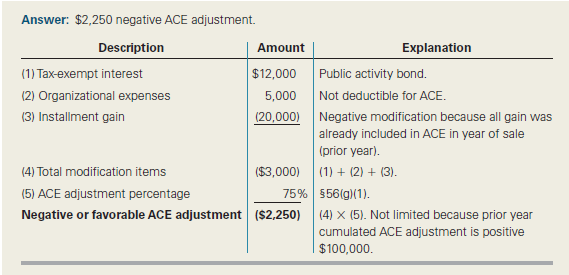 Answer: $2,250 negative ACE adjustment.
Description Amount Explanation
(1) Tax-exempt interest $12,000 Public activity bond.
(2) Organizational expenses 5,000 Not deductible for ACE.
(3) Installment gain (20,000) Negative modification because all gain was
already included in ACE in year of sale
(prior year).
(4) Total modification items ($3,000) (1) + (2) + (3).
(5) ACE adjustment percentage 75% §56(g)(1).
Negative or favorable ACE adjustment ($2,250) (4) × (5). Not limited because prior year
cumulated ACE adjustment is positive
$100,000.